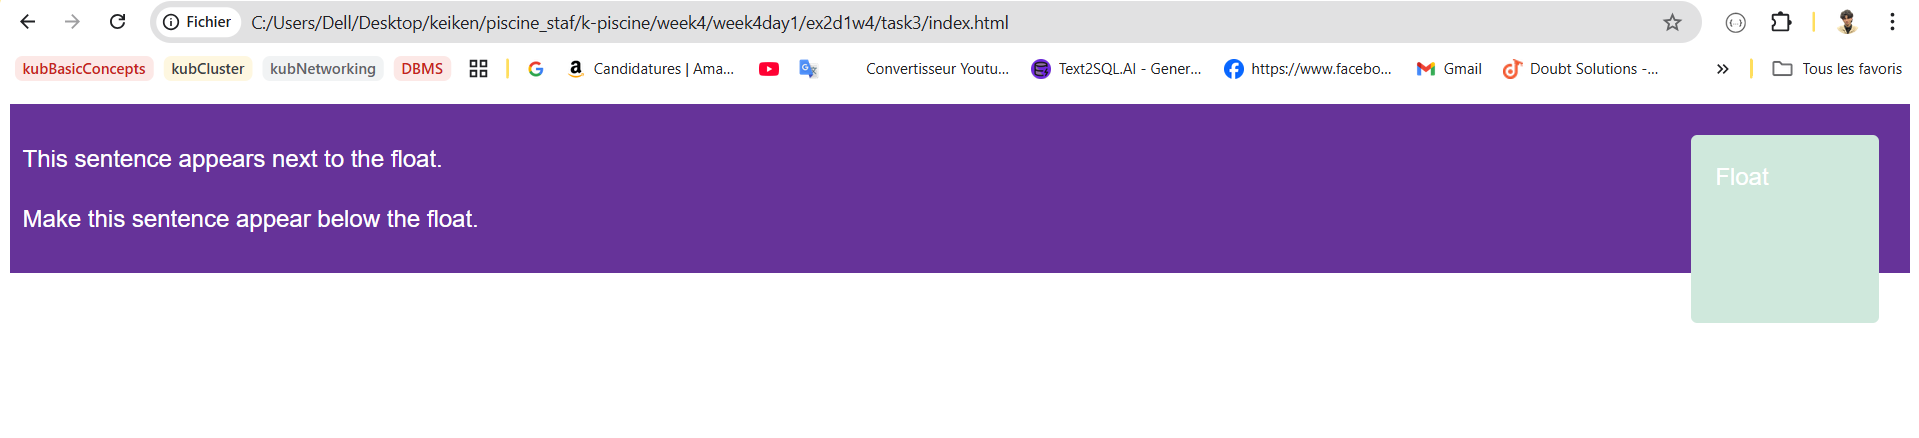 Fichier C:/Users/Dell/Desktop/keiken/piscine_staf/k-piscine/week4/week4day1/ex2d1w4/task3/index.html
kubBasicConcepts kubCluster kubNetworking DBMS Candidatures | Ama... Convertisseur Youtu... Text2SQL.AI - Gener... https://www.facebo... Gmail Doubt Solutions -... » Tous les favoris
This sentence appears next to the float.
Float
Make this sentence appear below the float.